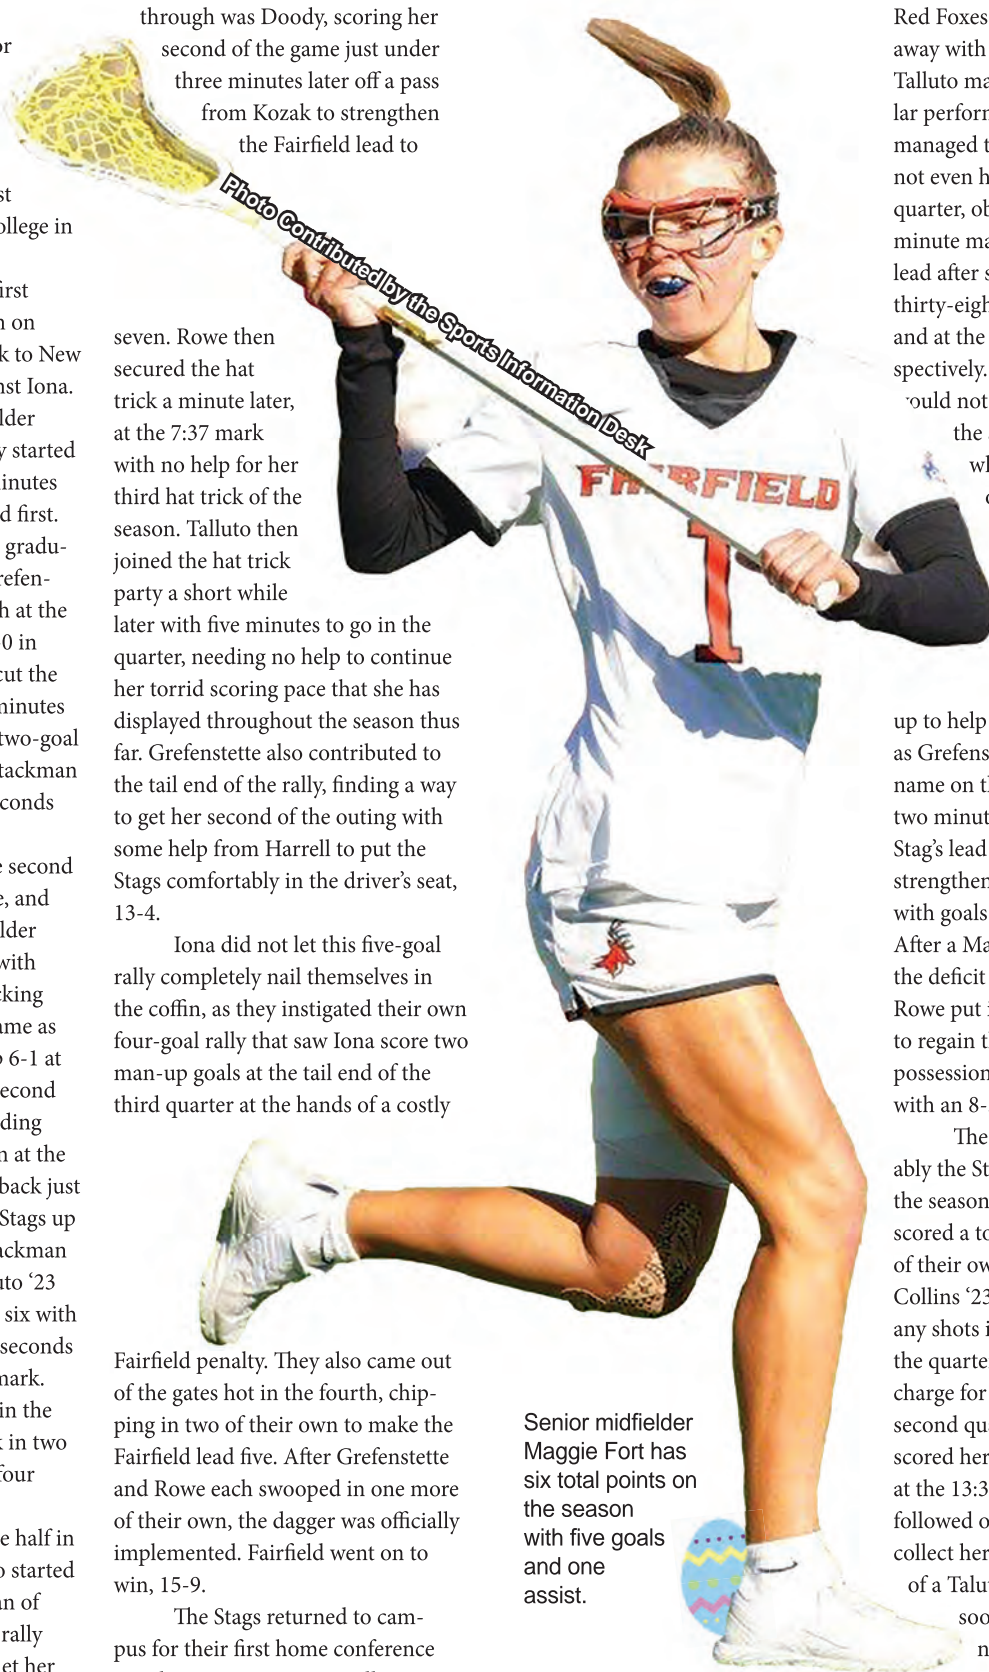 or
st
ollege in
first
n on
k to New
nst Iona.
lder
y started
inutes
d first.
gradu-
refen-
h at the
0 in
cut the
minutes
two-goal
tackman
conds
e second
e, and
lder
with
cking
ame as
6-1 at
econd
ding
n at the
back just
Stags up
ackman
uto ‘23
six with
seconds
mark.
in the
k in two
four
e half in
o started
an of
rally
et her
through was Doody, scoring her
second of the game just under
three minutes later off a pass
from Kozak to strengthen
the Fairfield lead to
seven. Rowe then
secured the hat
trick a minute later,
at the 7:37 mark
with no help for her
third hat trick of the
season. Talluto then
joined the hat trick
party a short while
later with five minutes to go in the
quarter, needing no help to continue
her torrid scoring pace that she has
displayed throughout the season thus
far. Grefenstette also contributed to
the tail end of the rally, finding a way
to get her second of the outing with
some help from Harrell to put the
Stags comfortably in the driver’s seat,
13-4.
Iona did not let this five-goal
rally completely nail themselves in
the coffin, as they instigated their own
four-goal rally that saw Iona score two
man-up goals at the tail end of the
third quarter at the hands of a costly
Fairfield penalty. They also came out
of the gates hot in the fourth, chip-
ping in two of their own to make the
Fairfield lead five. After Grefenstette
and Rowe each swooped in one more
of their own, the dagger was officially
implemented. Fairfield went on to
win, 15-9.
The Stags returned to cam-
pus for their first home conference
Photo Contributed by the Sports Information Desk
FAIRFIELD
1
Senior midfielder
Maggie Fort has
six total points on
the season
with five goals
and one
assist.
Red Foxes
away with
Talluto ma
lar perform
managed t
not even h
quarter, ob
minute ma
lead after s
thirty-eigh
and at the
spectively.
ould not
the
wh
up to help
as Grefens
name on th
two minut
Stag’s lead
strengthen
with goals
After a Ma
the deficit
Rowe put i
to regain th
possession
with an 8-
The
ably the St
the season
scored a to
of their ow
Collins ‘23
any shots i
the quarte
charge for
second qua
scored her
at the 13:3
followed o
collect her
of a Talu
soo
n